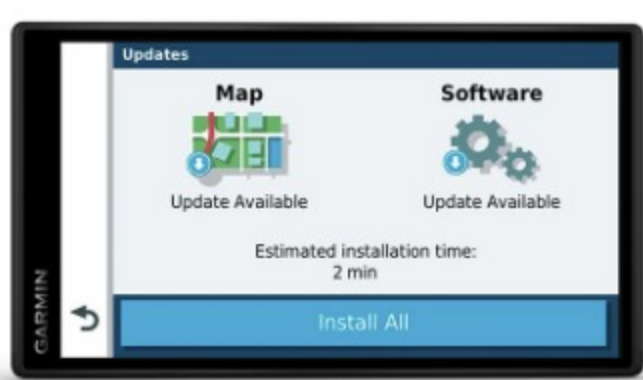 Updates
Map
Software
Update Available
Update Available
Estimated installation time:
2 min
Install All
GARMIN